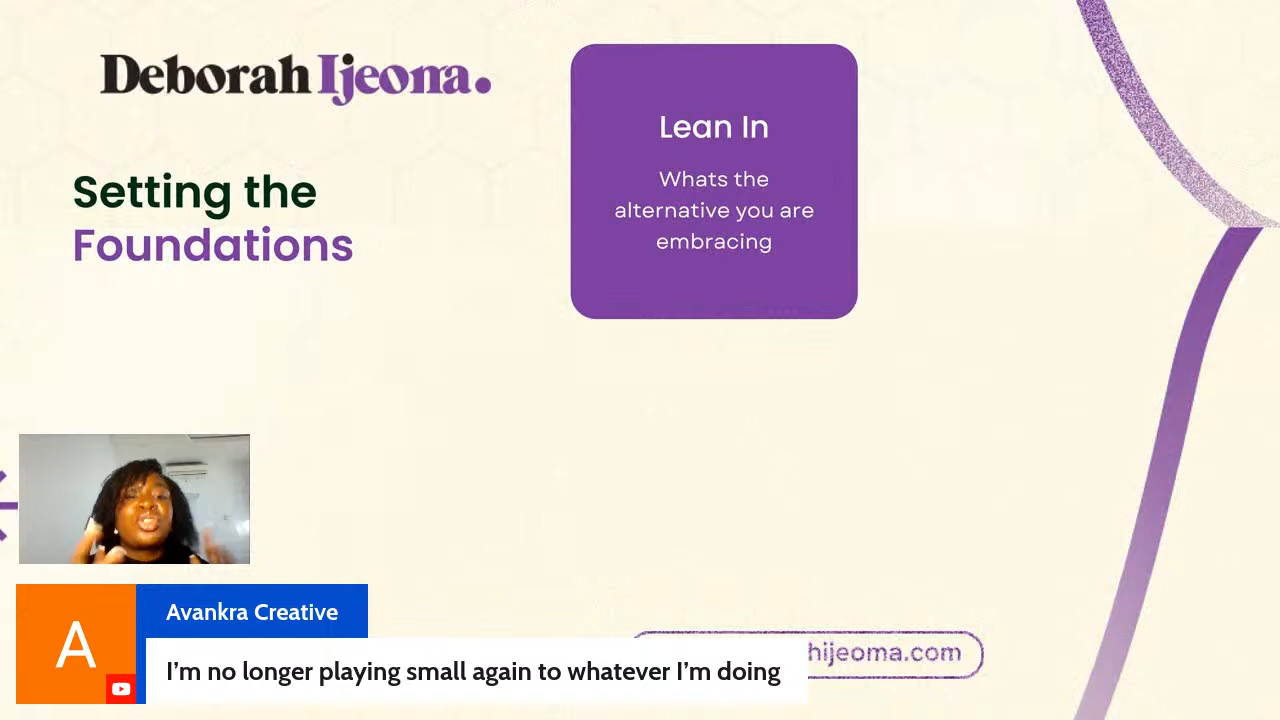 Deborah Ijeoma.
Setting the
Foundations
Lean In
Whats the
alternative you are
embracing
Avankra Creative
A
I'm no longer playing small again to whatever I'm doing
hijeoma.com